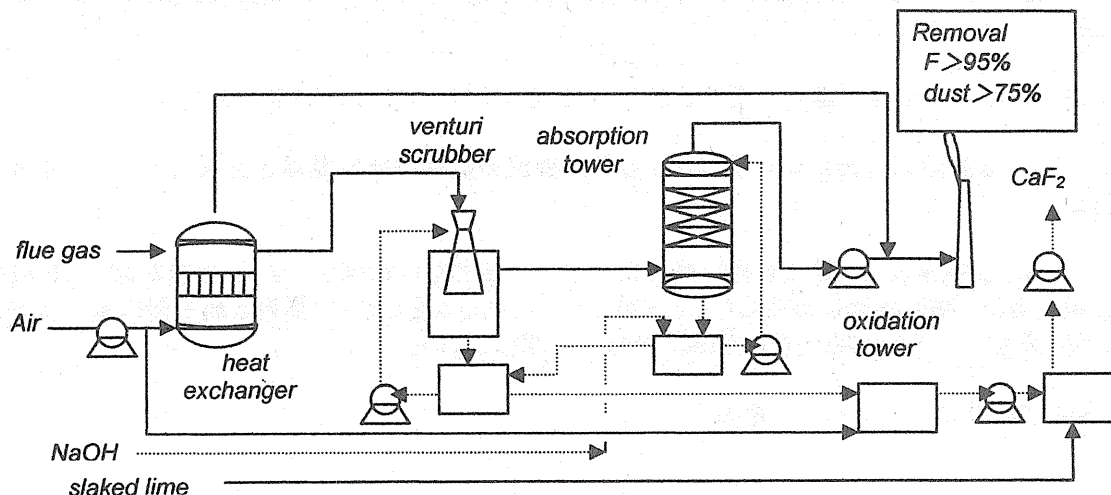 Removal
F＞95%
dust＞75%
venturi
scrubber
absorption
tower
CaF₂
flue gas
Air
heat
exchanger
oxidation
tower
NaOH
slaked lime